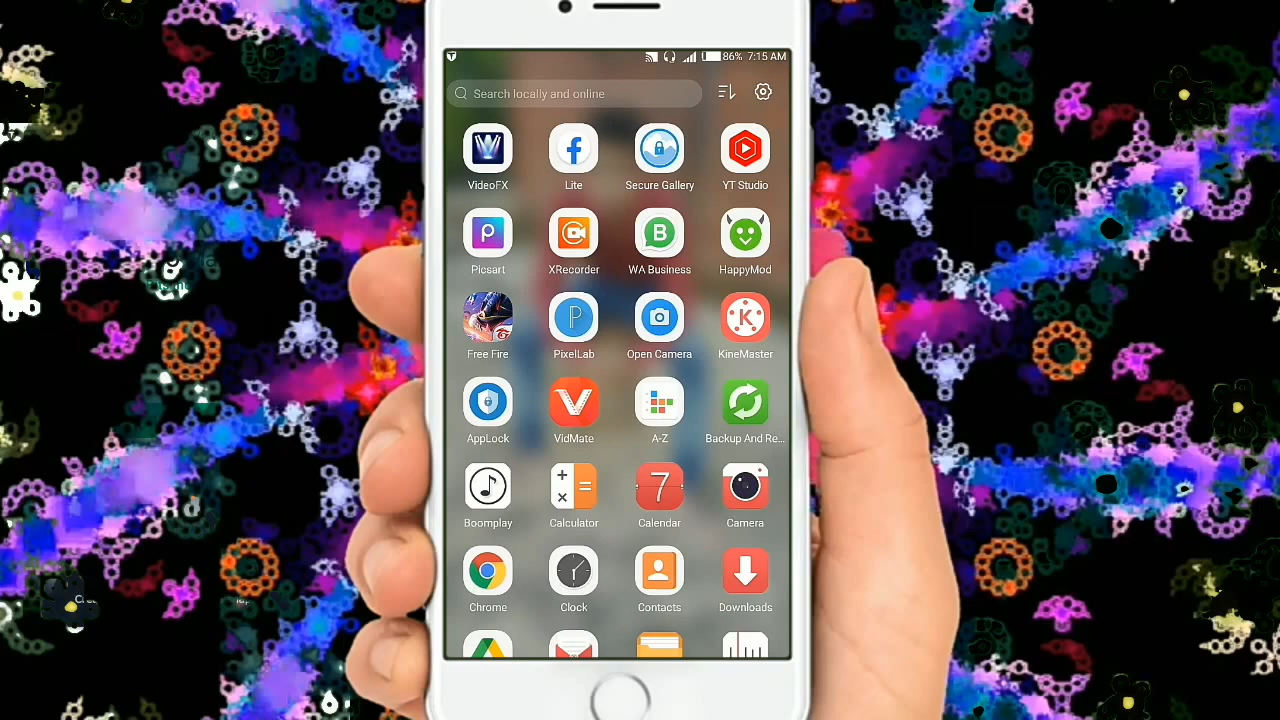 86% 7:15 AM
Search locally and online
VideoFX Lite Secure Gallery YT Studio
Picsart XRecorder WA Business HappyMod
Free Fire PixelLab Open Camera KineMaster
AppLock VidMate A-Z Backup And Re...
7
Boomplay Calculator Calendar Camera
Chrome Clock Contacts Downloads